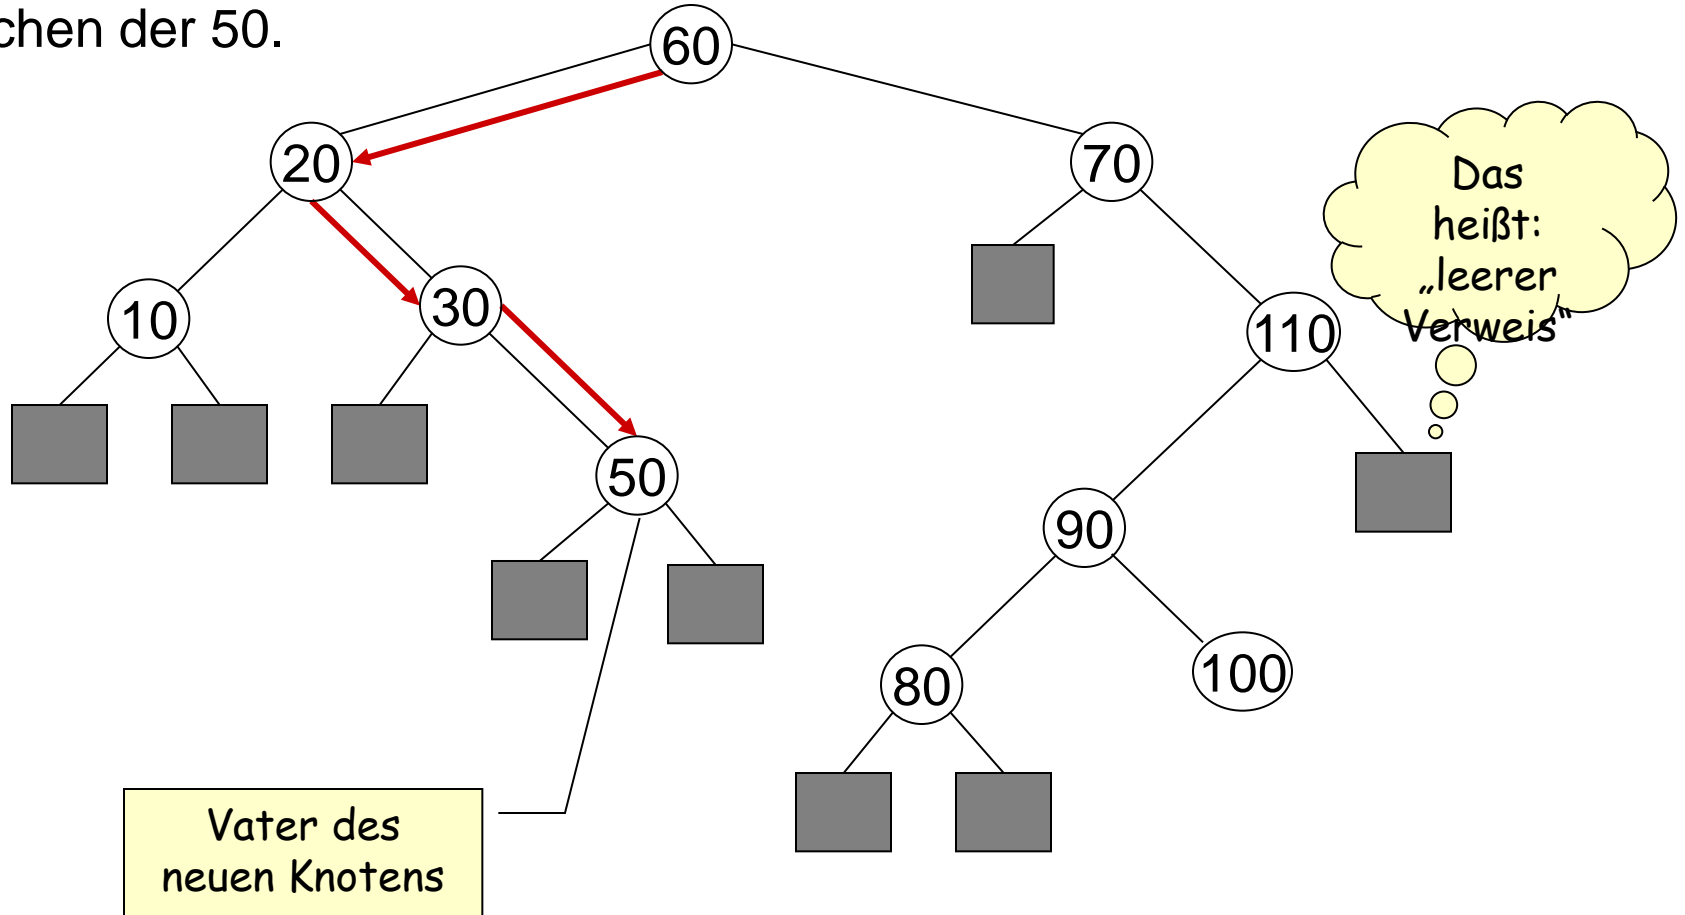 chen der 50.
60
20
70
Das
heißt:
„leerer
Verweis"
10
30
110
50
90
80
100
Vater des
neuen Knotens